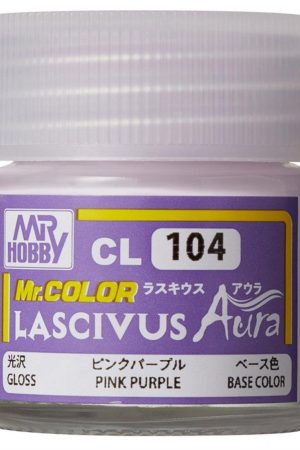 MR HOBBY
CL 104
Mr.COLOR ラスキウス アウラ
LASCIVUS Aura
光沢 ピンクパープル ベース色
GLOSS PINK PURPLE BASE COLOR